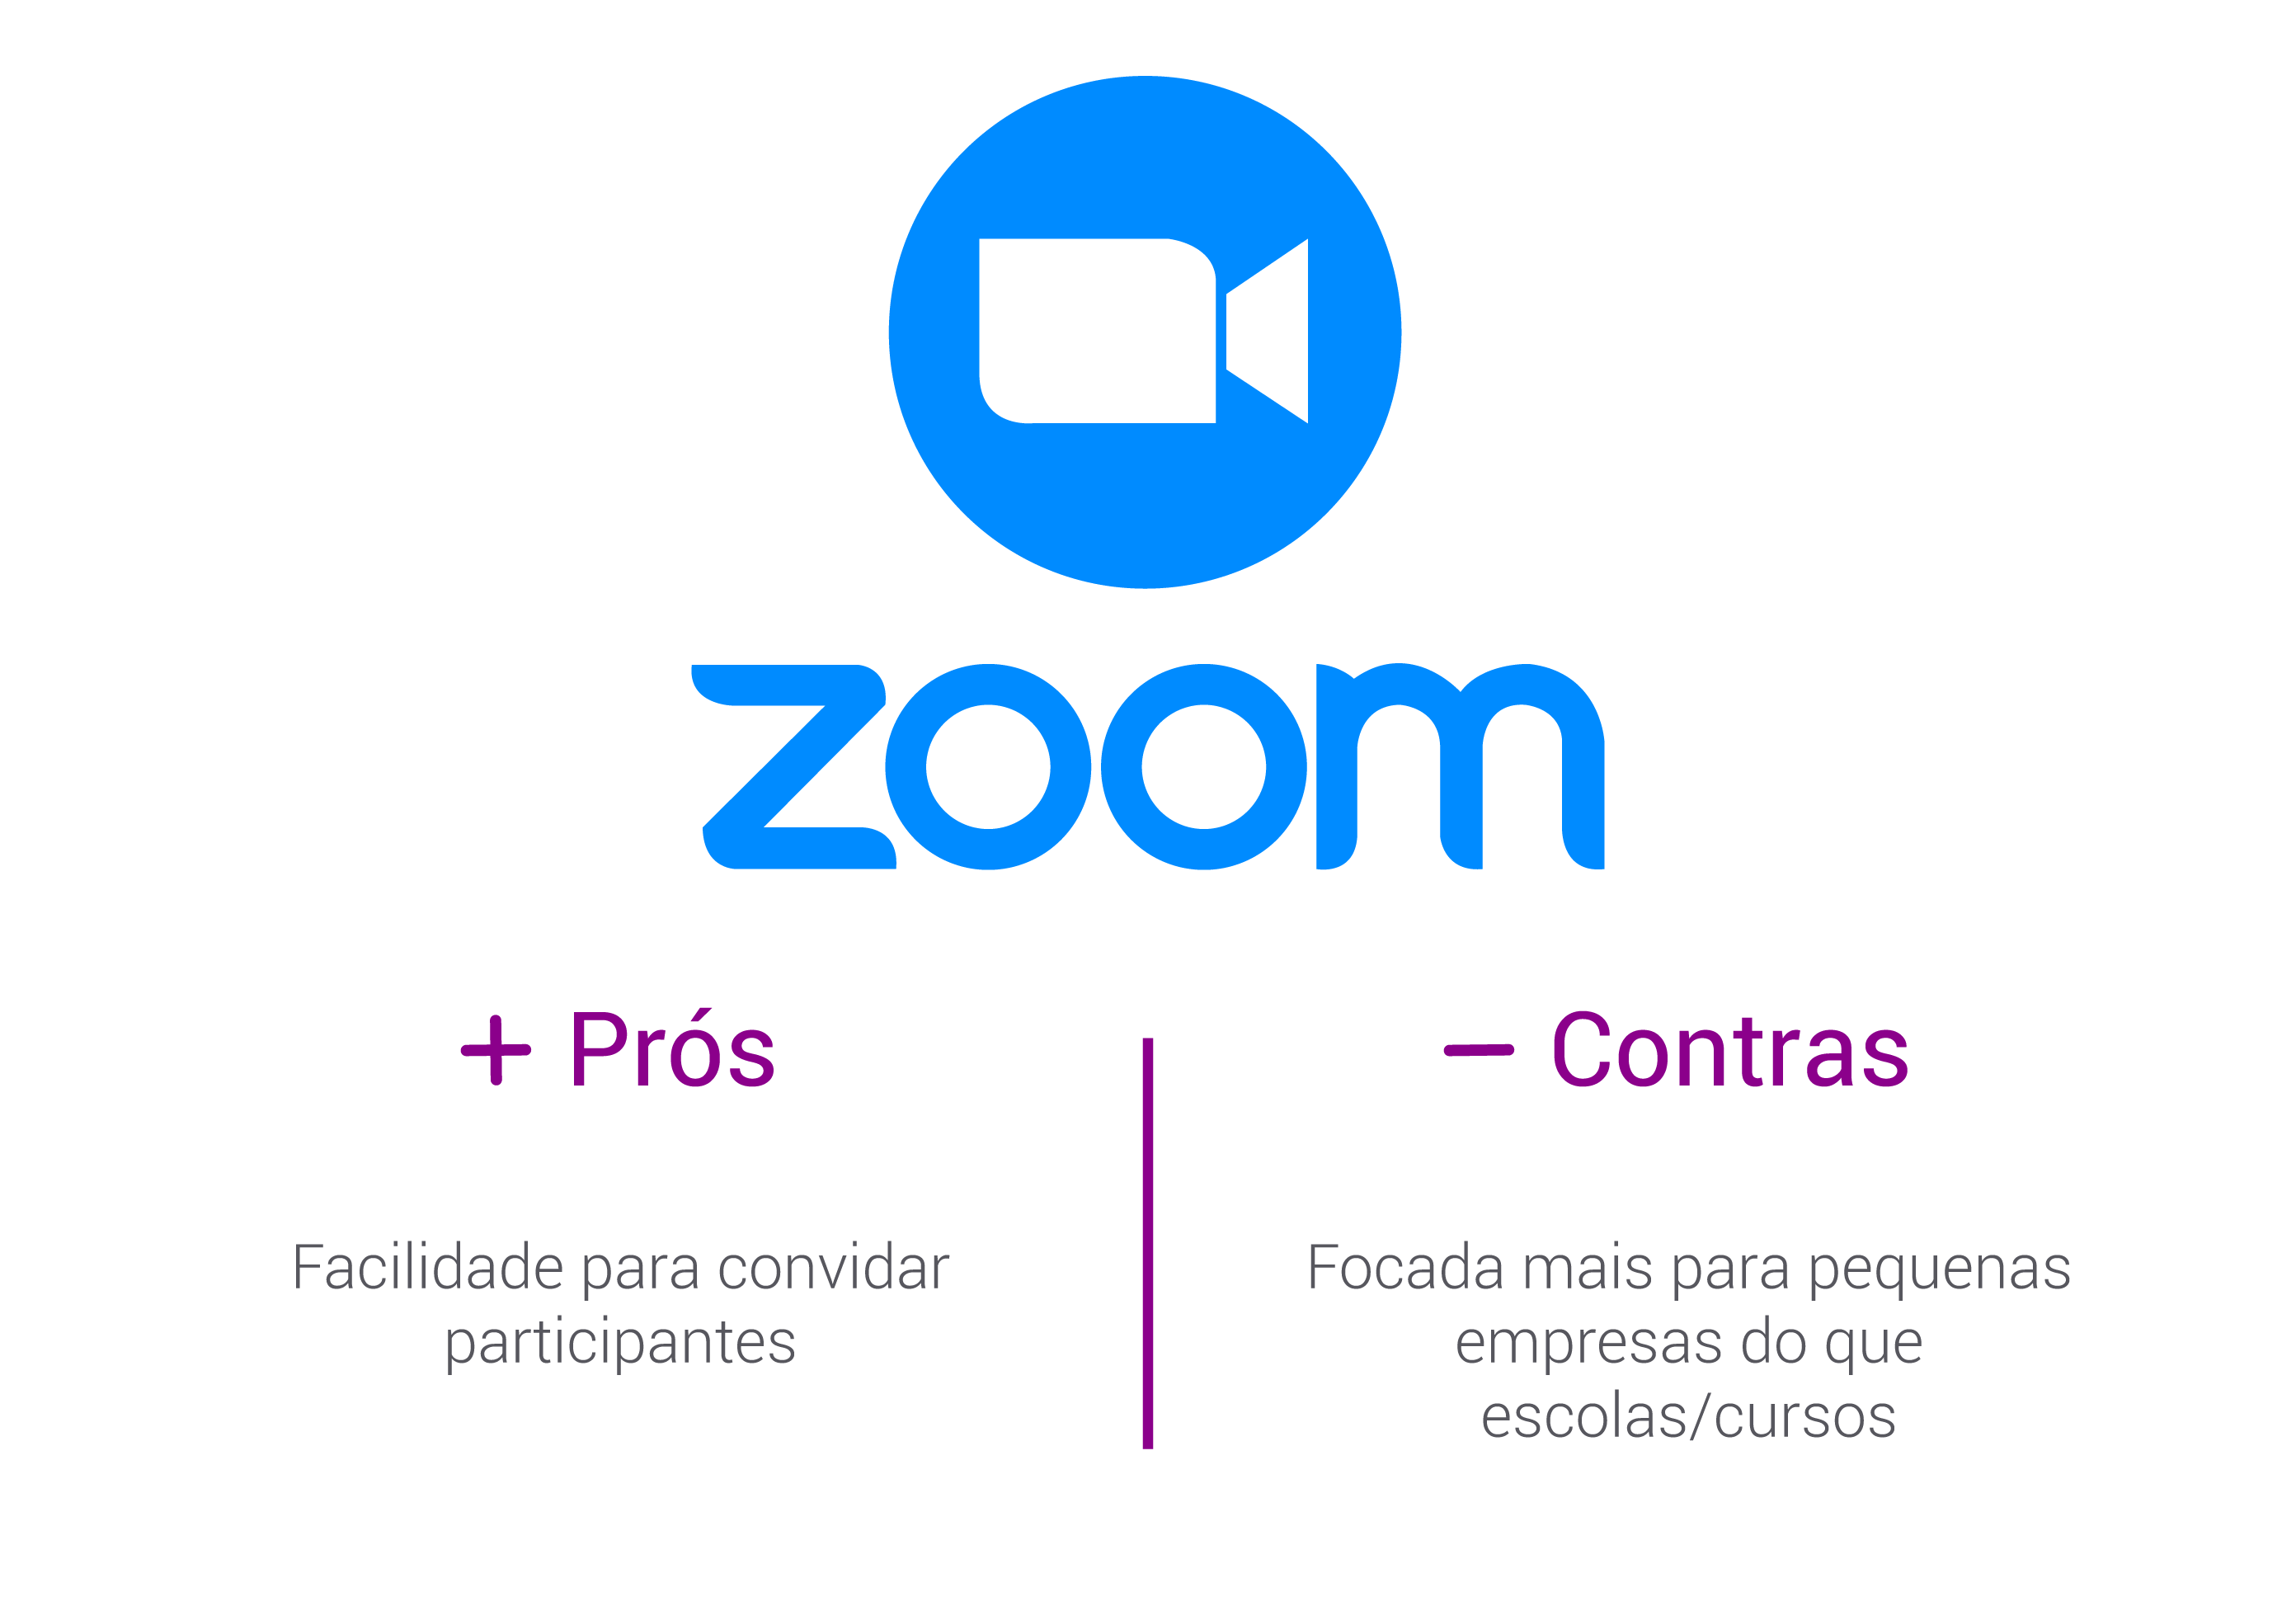 zoom
+ Prós
Facilidade para convidar
participantes
− Contras
Focada mais para pequenas
empresas do que
escolas/cursos